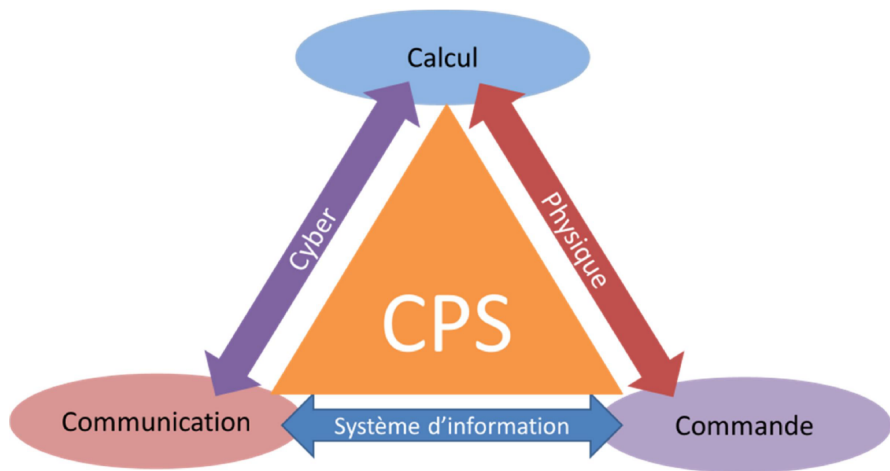 Calcul
Cyber
Physique
CPS
Communication
Système d'information
Commande